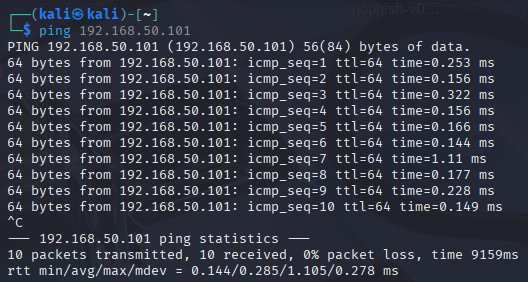 gophish-v0...
┌──(kali㉿kali)-[~]
└─$ ping 192.168.50.101
PING 192.168.50.101 (192.168.50.101) 56(84) bytes of data.
64 bytes from 192.168.50.101: icmp_seq=1 ttl=64 time=0.253 ms
64 bytes from 192.168.50.101: icmp_seq=2 ttl=64 time=0.156 ms
64 bytes from 192.168.50.101: icmp_seq=3 ttl=64 time=0.322 ms
64 bytes from 192.168.50.101: icmp_seq=4 ttl=64 time=0.156 ms
64 bytes from 192.168.50.101: icmp_seq=5 ttl=64 time=0.166 ms
64 bytes from 192.168.50.101: icmp_seq=6 ttl=64 time=0.144 ms
64 bytes from 192.168.50.101: icmp_seq=7 ttl=64 time=1.11 ms
64 bytes from 192.168.50.101: icmp_seq=8 ttl=64 time=0.177 ms
64 bytes from 192.168.50.101: icmp_seq=9 ttl=64 time=0.228 ms
64 bytes from 192.168.50.101: icmp_seq=10 ttl=64 time=0.149 ms
^C
--- 192.168.50.101 ping statistics ---
10 packets transmitted, 10 received, 0% packet loss, time 9159ms
rtt min/avg/max/mdev = 0.144/0.285/1.105/0.278 ms